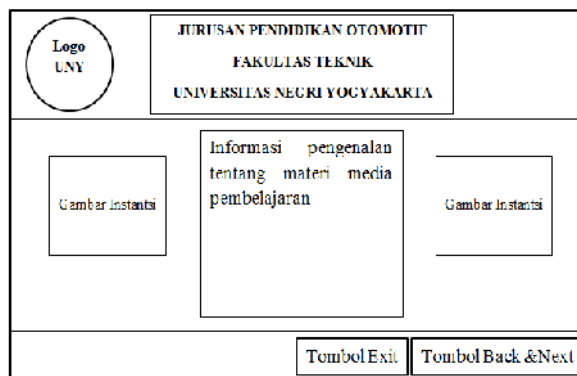 Logo
UNY
JURUSAN PENDIDIKAN OTOMOTIF
FAKULTAS TEKNIK
UNIVERSITAS NEGRI YOGYAKARTA
Gambar Instantsi
Informasi pengenalan
tentang materi media
pembelajaran
Gambar Instantsi
Tombol Exit
Tombol Back &Next